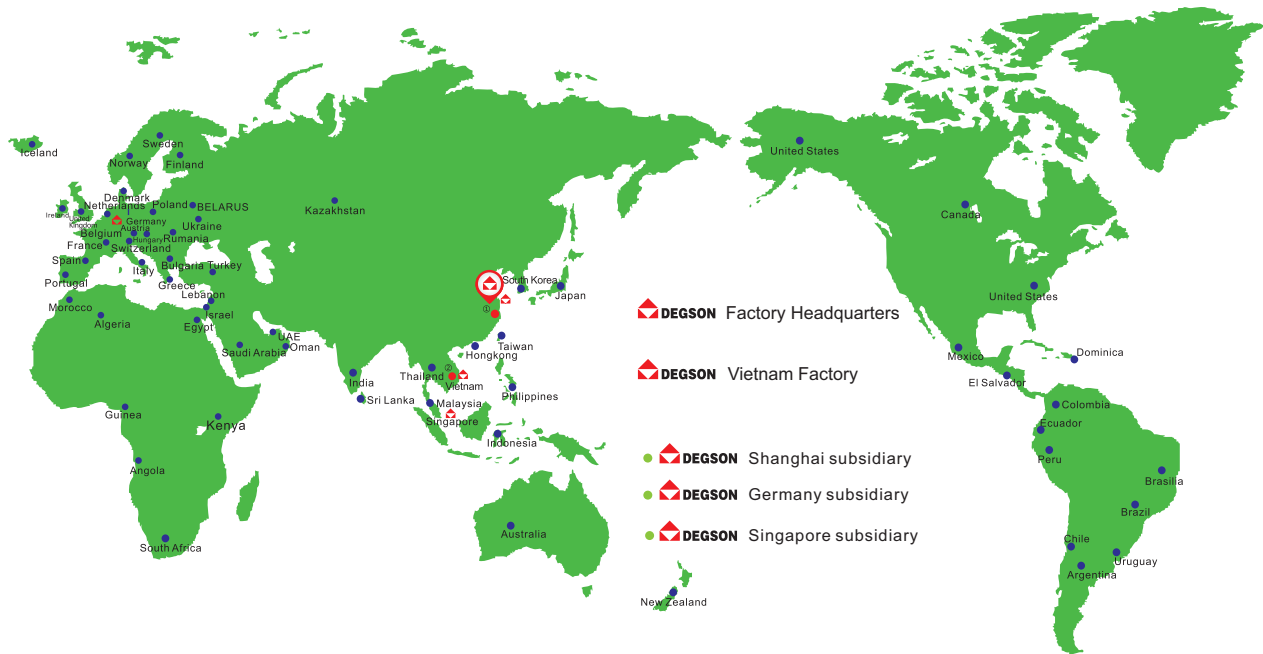 Iceland
Sweden
Norway
Finland
Denmark
Netherlands
Poland
BELARUS
Ireland
United
Kingdom
Germany
Ukraine
Belgium
Austria
Hungary
Rumania
France
Switzerland
Spain
Italy
Bulgaria
Turkey
Portugal
Greece
Lebanon
Morocco
Israel
Algeria
Egypt
UAE
Saudi Arabia
Oman
Kazakhstan
South Korea
Japan
①
Taiwan
Hongkong
②
Thailand
Vietnam
India
Sri Lanka
Malaysia
Philippines
Singapore
Indonesia
Guinea
Kenya
Angola
South Africa
Australia
New Zealand
DEGSON Factory Headquarters
DEGSON Vietnam Factory
DEGSON Shanghai subsidiary
DEGSON Germany subsidiary
DEGSON Singapore subsidiary
United States
Canada
United States
Mexico
Dominica
El Salvador
Colombia
Ecuador
Peru
Brasilia
Brazil
Chile
Uruguay
Argentina